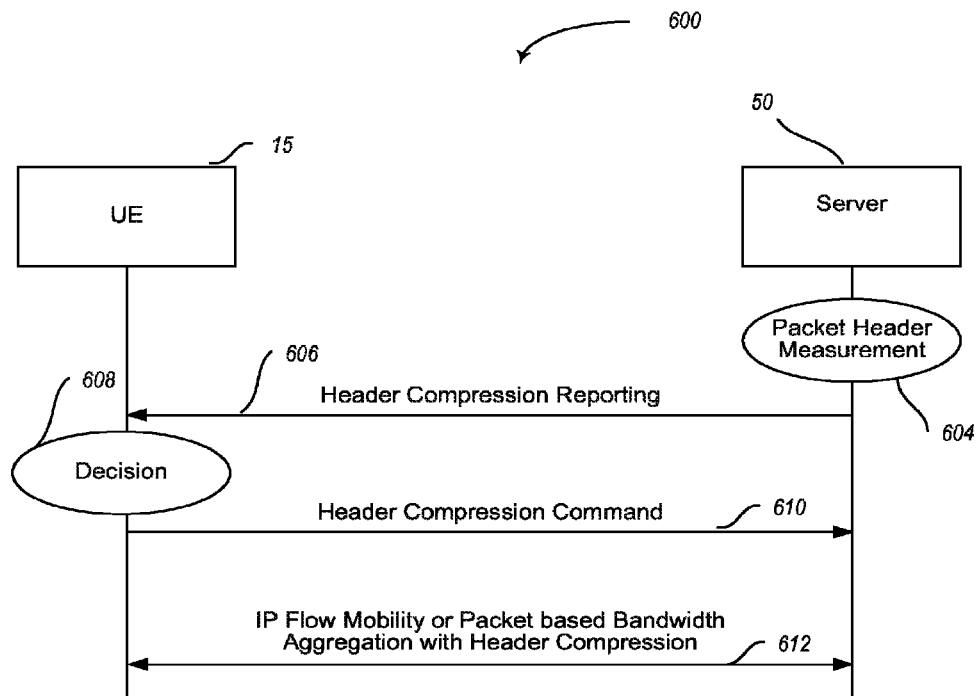 600
15
50
UE
Server
Packet Header
Measurement
606
608
Header Compression Reporting
604
Decision
Header Compression Command
610
IP Flow Mobility or Packet based Bandwidth
Aggregation with Header Compression
612